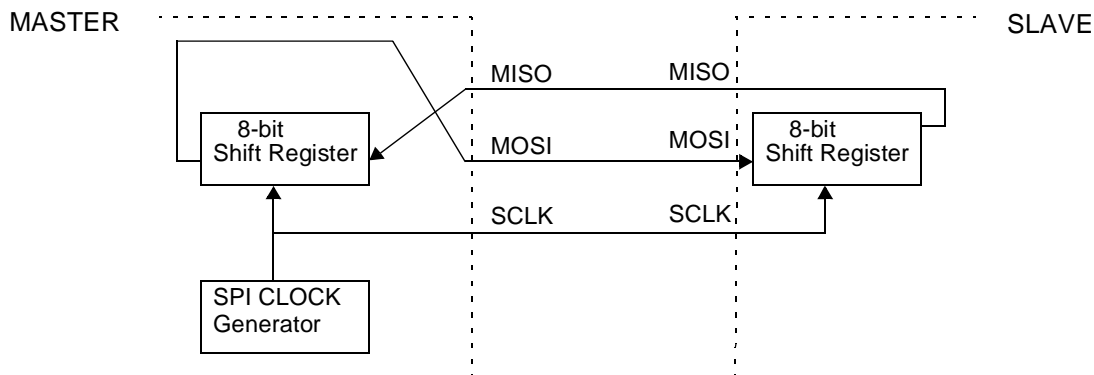 MASTER
SLAVE
MISO
MISO
8-bit
Shift Register
MOSI
MOSI
8-bit
Shift Register
SCLK
SCLK
SPI CLOCK
Generator